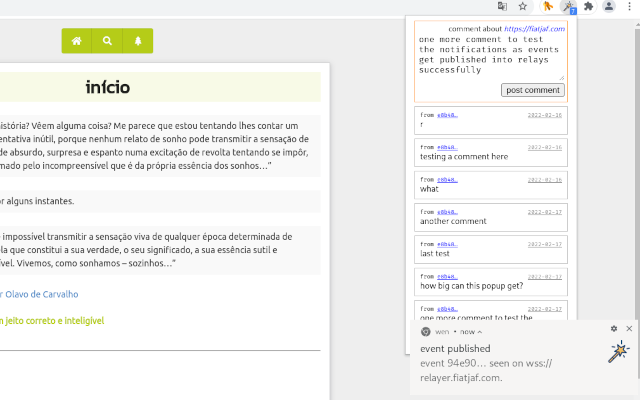 início
istória? Vêem alguma coisa? Me parece que estou tentando lhes contar um
entativa inútil, porque nenhum relato de sonho pode transmitir a sensação de
de absurdo, surpresa e espanto numa excitação de revolta tentando se impôr,
mado pelo incompreensível que é da própria essência dos sonhos…”
or alguns instantes.
impossível transmitir a sensação viva de qualquer época determinada de
ela que constitui a sua verdade, o seu significado, a sua essência sutil e
ível. Vivemos, como sonhamos – sozinhos…”
r Olavo de Carvalho
m jeito correto e inteligível
7
comment about https://fiatjaf.com
one more comment to test
the notifications as events
get published into relays
successfully
post comment
from e8b48… 2022-02-16
r
from e8b48… 2022-02-16
testing a comment here
from e8b48… 2022-02-16
what
from e8b48… 2022-02-17
another comment
from e8b48… 2022-02-17
last test
from e8b48… 2022-02-17
how big can this popup get?
from e8b48… 2022-02-17
one more comment to test the
wen • now
event published
event 94e90… seen on wss://
relayer.fiatjaf.com.